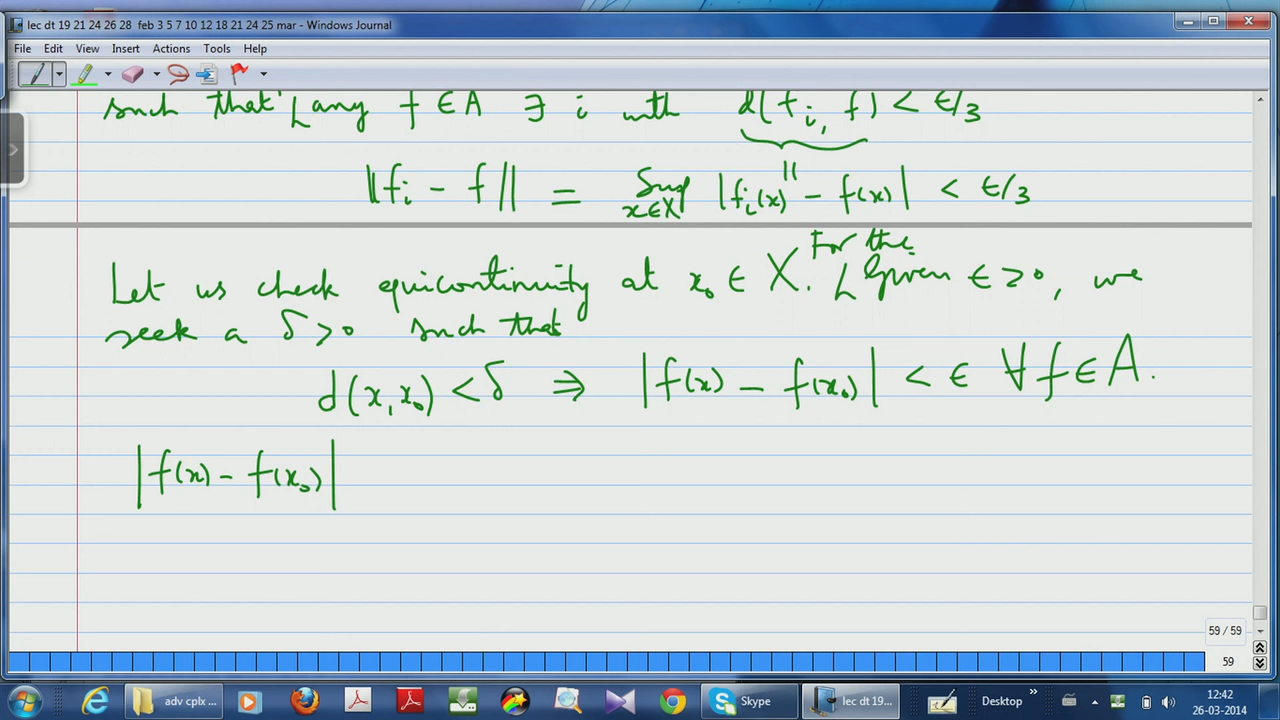 lec dt 19 21 24 26 28 feb 3 5 7 10 12 18 21 24 25 mar - Windows Journal
File Edit View Insert Actions Tools Help
such that any f ∈ A ∃ i with d(f_i, f) < ϵ/3
||f_i - f|| = Sup_{x∈X} |f_i(x) - f(x)| < ϵ/3
For the
Let us check equicontinuity at x_0 ∈ X. Given ϵ > 0, we
seek a δ > 0 such that
d(x, x_0) < δ ⇒ |f(x) - f(x_0)| < ϵ ∀ f ∈ A.
|f(x) - f(x_0)|
59 / 59
59
adv cplx ...
Skype
lec dt 19...
Desktop
12:42
26-03-2014